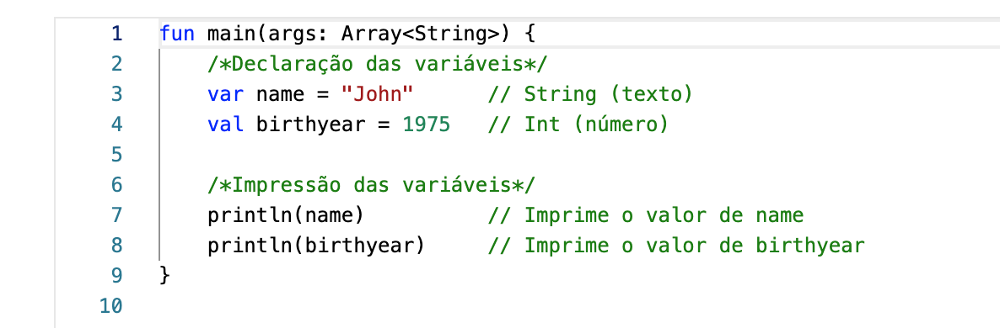 1 fun main(args: Array<String>) {
2 /*Declaração das variáveis*/
3 var name = "John" // String (texto)
4 val birthyear = 1975 // Int (número)
5
6 /*Impressão das variáveis*/
7 println(name) // Imprime o valor de name
8 println(birthyear) // Imprime o valor de birthyear
9 }
10